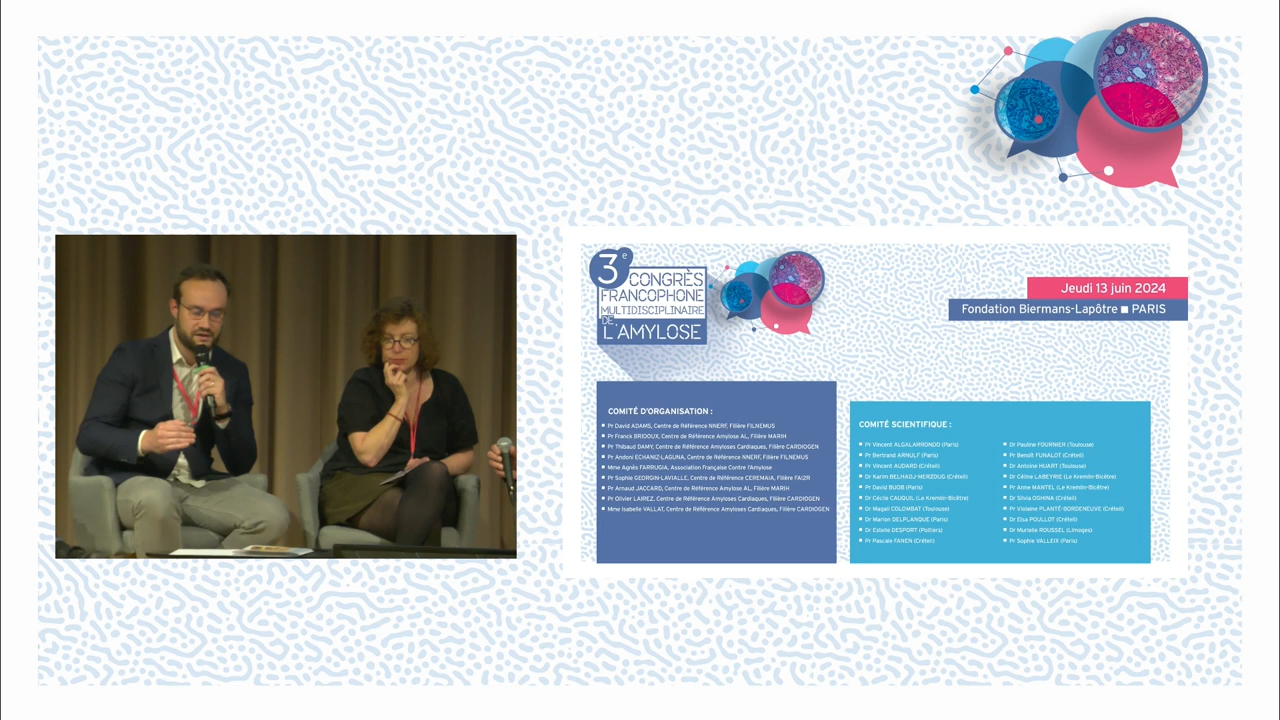 3e
CONGRÈS
FRANCOPHONE
MULTIDISCIPLINAIRE
DE
L'AMYLOSE
Jeudi 13 juin 2024
Fondation Biermans-Lapôtre ■ PARIS
COMITÉ D'ORGANISATION :
■ Pr David ADAMS, Centre de Référence NNERF, Filière FILNEMUS
■ Pr Franck BRIDOUX, Centre de Référence Amylose AL, Filière MARIH
■ Pr Thibaud DAMY, Centre de Référence Amyloses Cardiaques, Filière CARDIOGEN
■ Pr Andoni ECHANIZ-LAGUNA, Centre de Référence NNERF, Filière FILNEMUS
■ Mme Agnès FARRUGIA, Association Française Contre l'Amylose
■ Pr Sophie GEORGIN-LAVIALLE, Centre de Référence CEREMAIA, Filière FAI2R
■ Pr Arnaud JACCARD, Centre de Référence Amylose AL, Filière MARIH
■ Pr Olivier LAIREZ, Centre de Référence Amyloses Cardiaques, Filière CARDIOGEN
■ Mme Isabelle VALLAT, Centre de Référence Amyloses Cardiaques, Filière CARDIOGEN
COMITÉ SCIENTIFIQUE :
■ Pr Vincent ALGALARRONDO (Paris)
■ Pr Bertrand ARNULF (Paris)
■ Pr Vincent AUDARD (Créteil)
■ Dr Karim BELHADJ-MERZOUG (Créteil)
■ Pr David BUOB (Paris)
■ Dr Cécile CAUQUIL (Le Kremlin-Bicêtre)
■ Dr Magali COLOMBAT (Toulouse)
■ Dr Marion DELPLANQUE (Paris)
■ Dr Estelle DESPORT (Poitiers)
■ Pr Pascale FANEN (Créteil)
■ Dr Pauline FOURNIER (Toulouse)
■ Pr Benoît FUNALOT (Créteil)
■ Dr Antoine HUART (Toulouse)
■ Dr Céline LABEYRIE (Le Kremlin-Bicêtre)
■ Pr Anne MANTEL (Le Kremlin-Bicêtre)
■ Dr Silvia OGHINA (Créteil)
■ Pr Violaine PLANTÉ-BORDENEUVE (Créteil)
■ Dr Elsa POULLOT (Créteil)
■ Dr Murielle ROUSSEL (Limoges)
■ Pr Sophie VALLEIX (Paris)